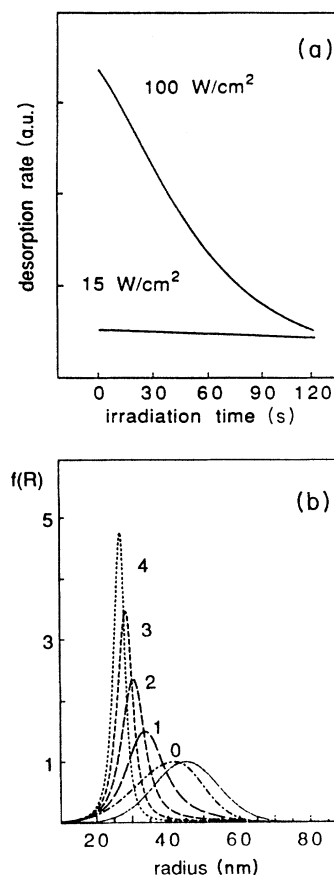 (a)
100 W/cm²
desorption rate (a.u.)
15 W/cm²
0 30 60 90 120
irradiation time (s)
f(R)
(b)
5
4
3
3
2
1
1
0
20 40 60 80
radius (nm)